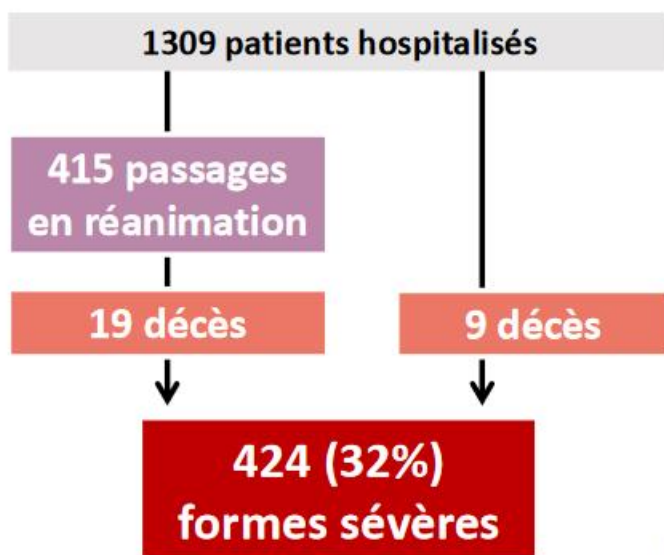 1309 patients hospitalisés
415 passages
en réanimation
19 décès
9 décès
424 (32%)
formes sévères